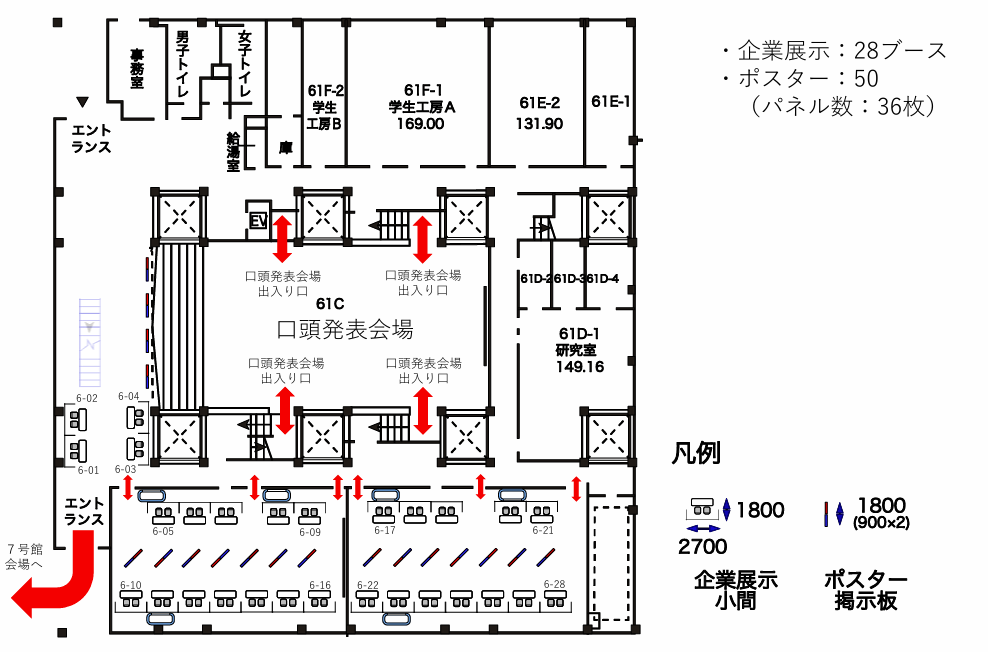 ・企業展示：28ブース
・ポスター：50
（パネル数：36枚）
事務室
男子トイレ
女子トイレ
エント
ランス
給湯室
庫
61F-2
学生
工房B
61F-1
学生工房A
169.00
61E-2
131.90
61E-1
EV
口頭発表会場
出入り口
口頭発表会場
出入り口
61C
口頭発表会場
61D-2
61D-3
61D-4
61D-1
研究室
149.16
口頭発表会場
出入り口
口頭発表会場
出入り口
6-02
6-04
6-01
6-03
エント
ランス
７号館
会場へ
6-05
6-09
6-17
6-21
6-10
6-16
6-22
6-28
凡例
1800
2700
企業展示
小間
1800
(900×2)
ポスター
掲示板